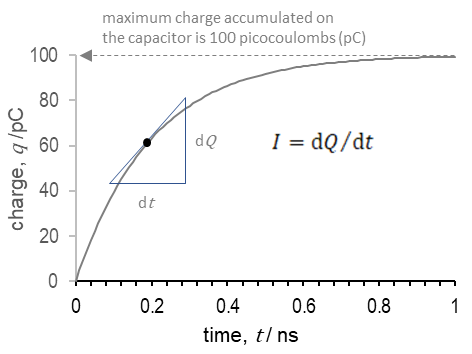 maximum charge accumulated on
the capacitor is 100 picocoulombs (pC)
100
80
60
40
20
0
charge, q/pC
dQ
dt
I = dQ/dt
0 0.2 0.4 0.6 0.8 1
time, t/ ns